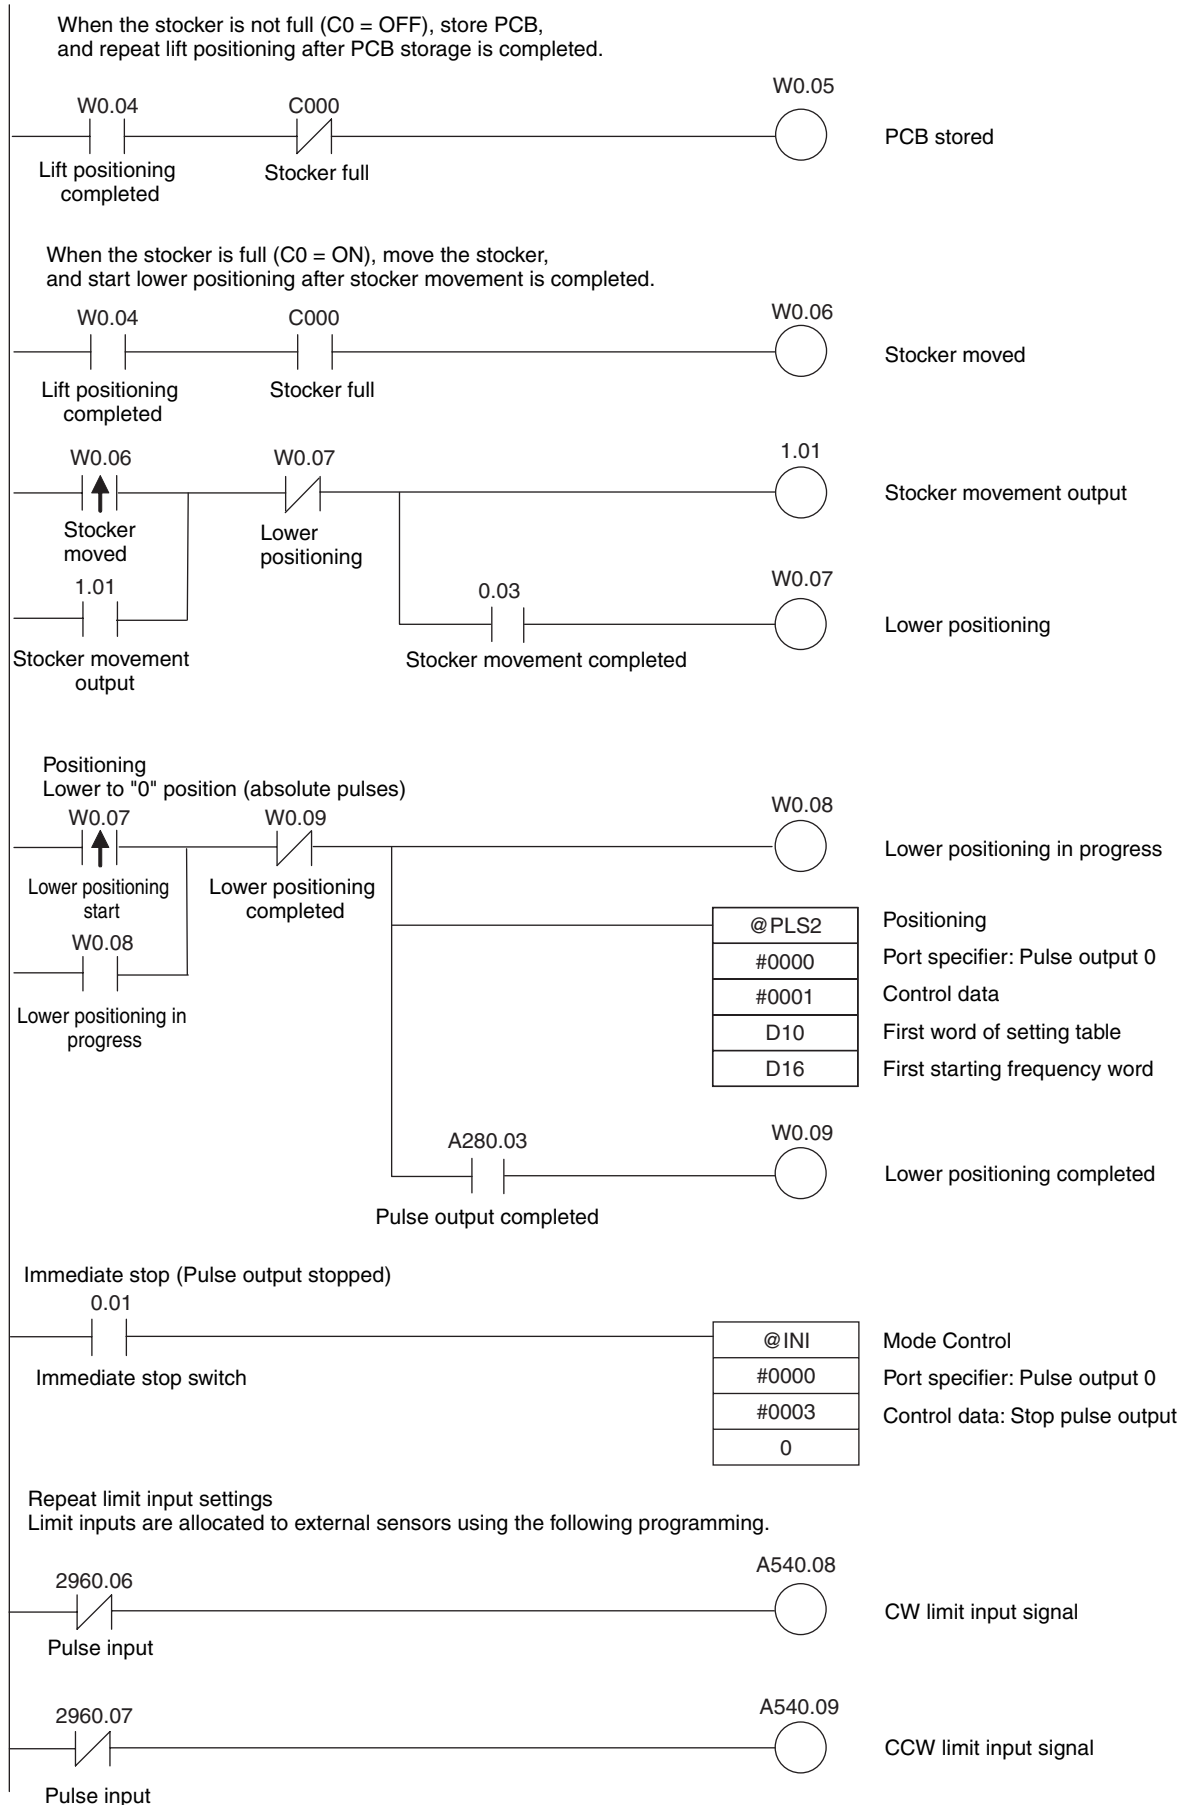 When the stocker is not full (C0 = OFF), store PCB,
and repeat lift positioning after PCB storage is completed.
W0.04
C000
W0.05
Lift positioning
completed
Stocker full
PCB stored
When the stocker is full (C0 = ON), move the stocker,
and start lower positioning after stocker movement is completed.
W0.04
C000
W0.06
Lift positioning
completed
Stocker full
Stocker moved
W0.06
W0.07
1.01
Stocker
moved
Lower
positioning
Stocker movement output
1.01
0.03
W0.07
Stocker movement
output
Stocker movement completed
Lower positioning
Positioning
Lower to "0" position (absolute pulses)
W0.07
W0.09
W0.08
Lower positioning
start
Lower positioning
completed
Lower positioning in progress
W0.08
Lower positioning in
progress
@PLS2
Positioning
#0000
Port specifier: Pulse output 0
#0001
Control data
D10
First word of setting table
D16
First starting frequency word
A280.03
W0.09
Pulse output completed
Lower positioning completed
Immediate stop (Pulse output stopped)
0.01
Immediate stop switch
@INI
Mode Control
#0000
Port specifier: Pulse output 0
#0003
Control data: Stop pulse output
0
Repeat limit input settings
Limit inputs are allocated to external sensors using the following programming.
2960.06
A540.08
Pulse input
CW limit input signal
2960.07
A540.09
Pulse input
CCW limit input signal